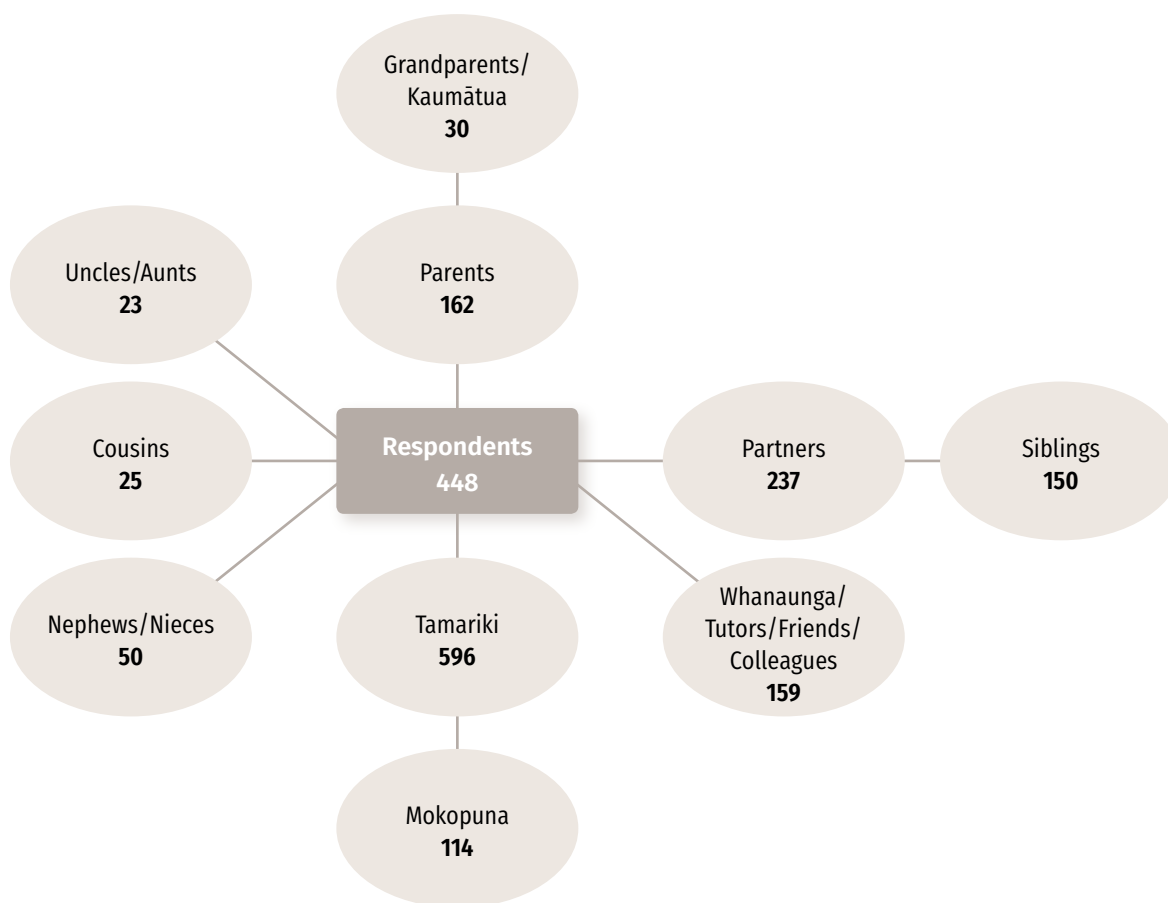 Grandparents/
Kaumātua
30
Uncles/Aunts
23
Parents
162
Cousins
25
Respondents
448
Partners
237
Siblings
150
Nephews/Nieces
50
Tamariki
596
Whanaunga/
Tutors/Friends/
Colleagues
159
Mokopuna
114